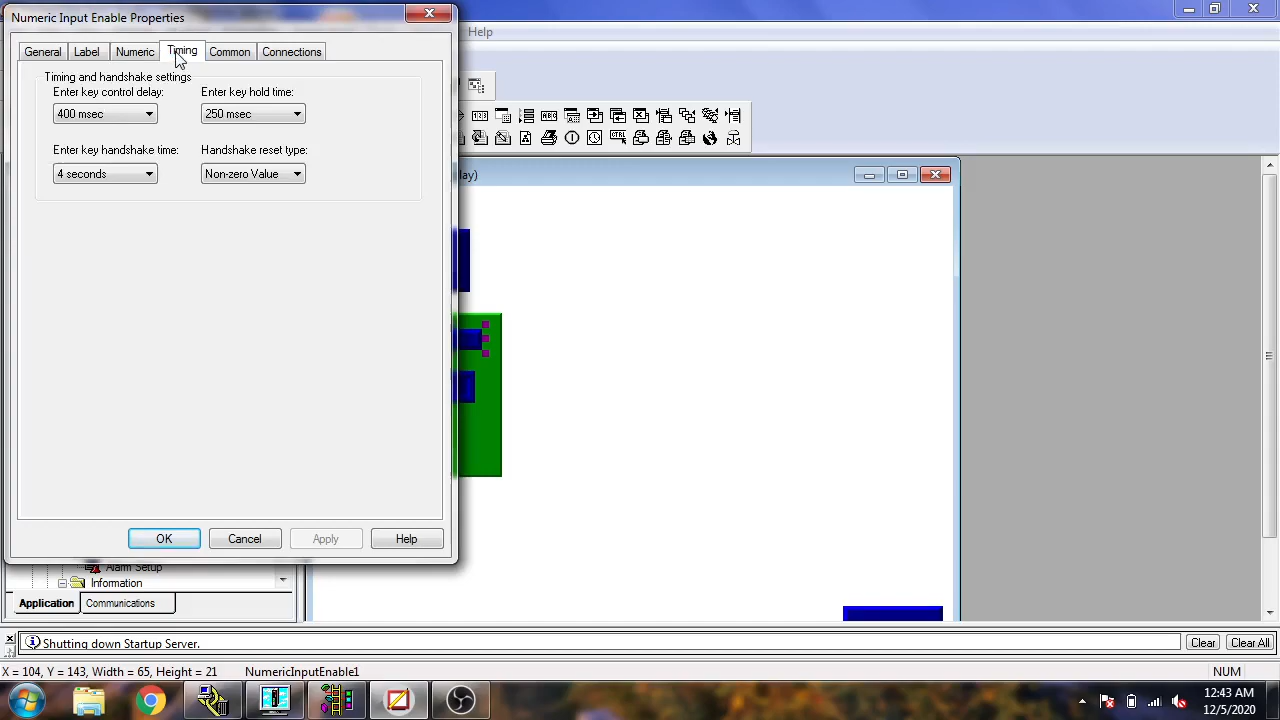 Numeric Input Enable Properties
Help
General Label Numeric Timing Common Connections
Timing and handshake settings
Enter key control delay: Enter key hold time:
400 msec 250 msec
Enter key handshake time: Handshake reset type:
4 seconds Non-zero Value
lay)
OK Cancel Apply Help
Alarm Setup
Information
Application Communications
Shutting down Startup Server. Clear Clear All
X = 104, Y = 143, Width = 65, Height = 21 NumericInputEnable1 NUM
12:43 AM
12/5/2020